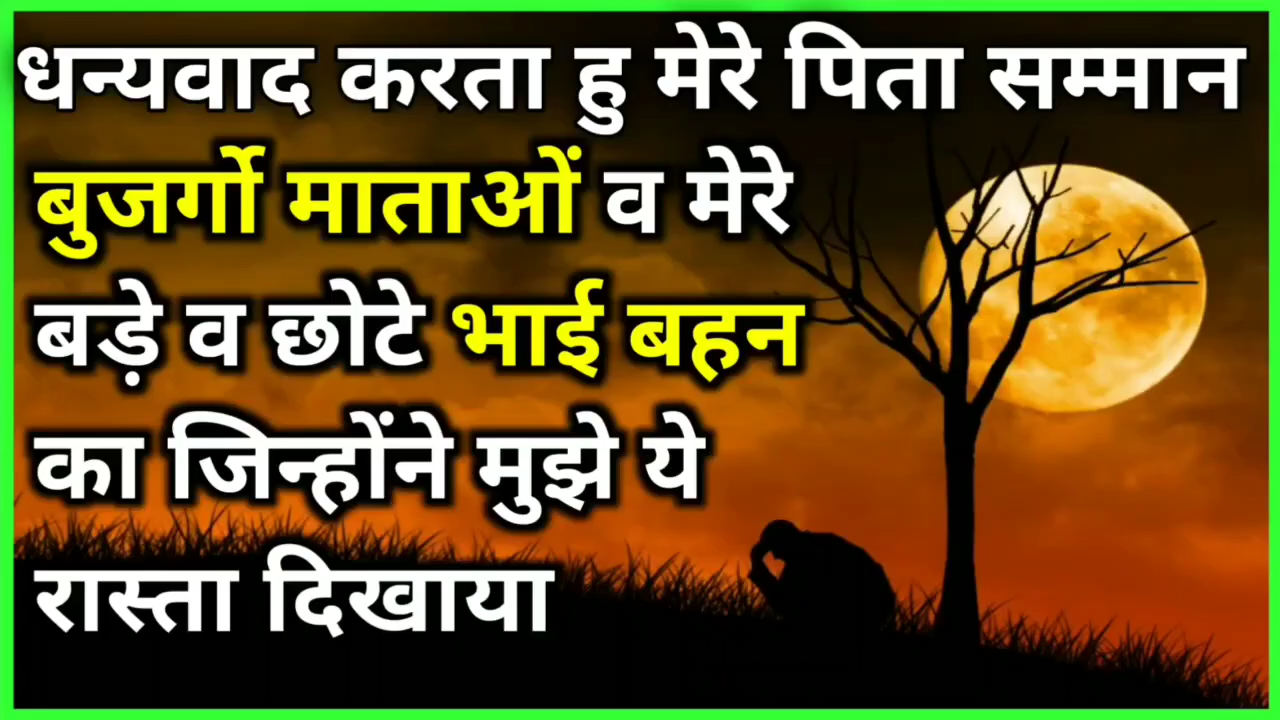 धन्यवाद करता हु मेरे पिता सम्मान
बुजर्गो माताओं व मेरे
बड़े व छोटे भाई बहन
का जिन्होंने मुझे ये
रास्ता दिखाया